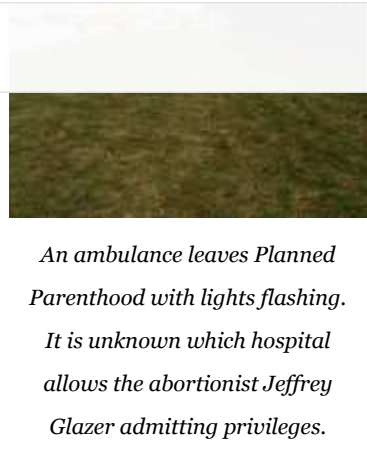 An ambulance leaves Planned
Parenthood with lights flashing.
It is unknown which hospital
allows the abortionist Jeffrey
Glazer admitting privileges.